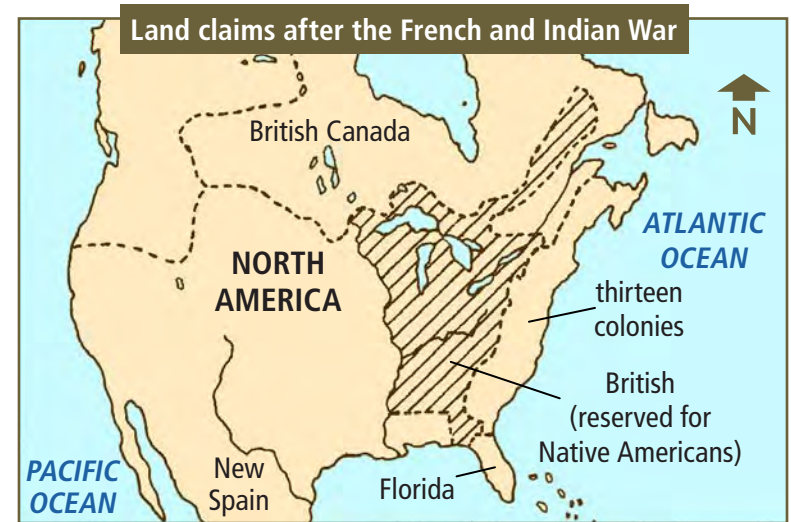 Land claims after the French and Indian War
N
British Canada
ATLANTIC
OCEAN
NORTH
AMERICA
thirteen
colonies
British
(reserved for
Native Americans)
PACIFIC
OCEAN
New
Spain
Florida